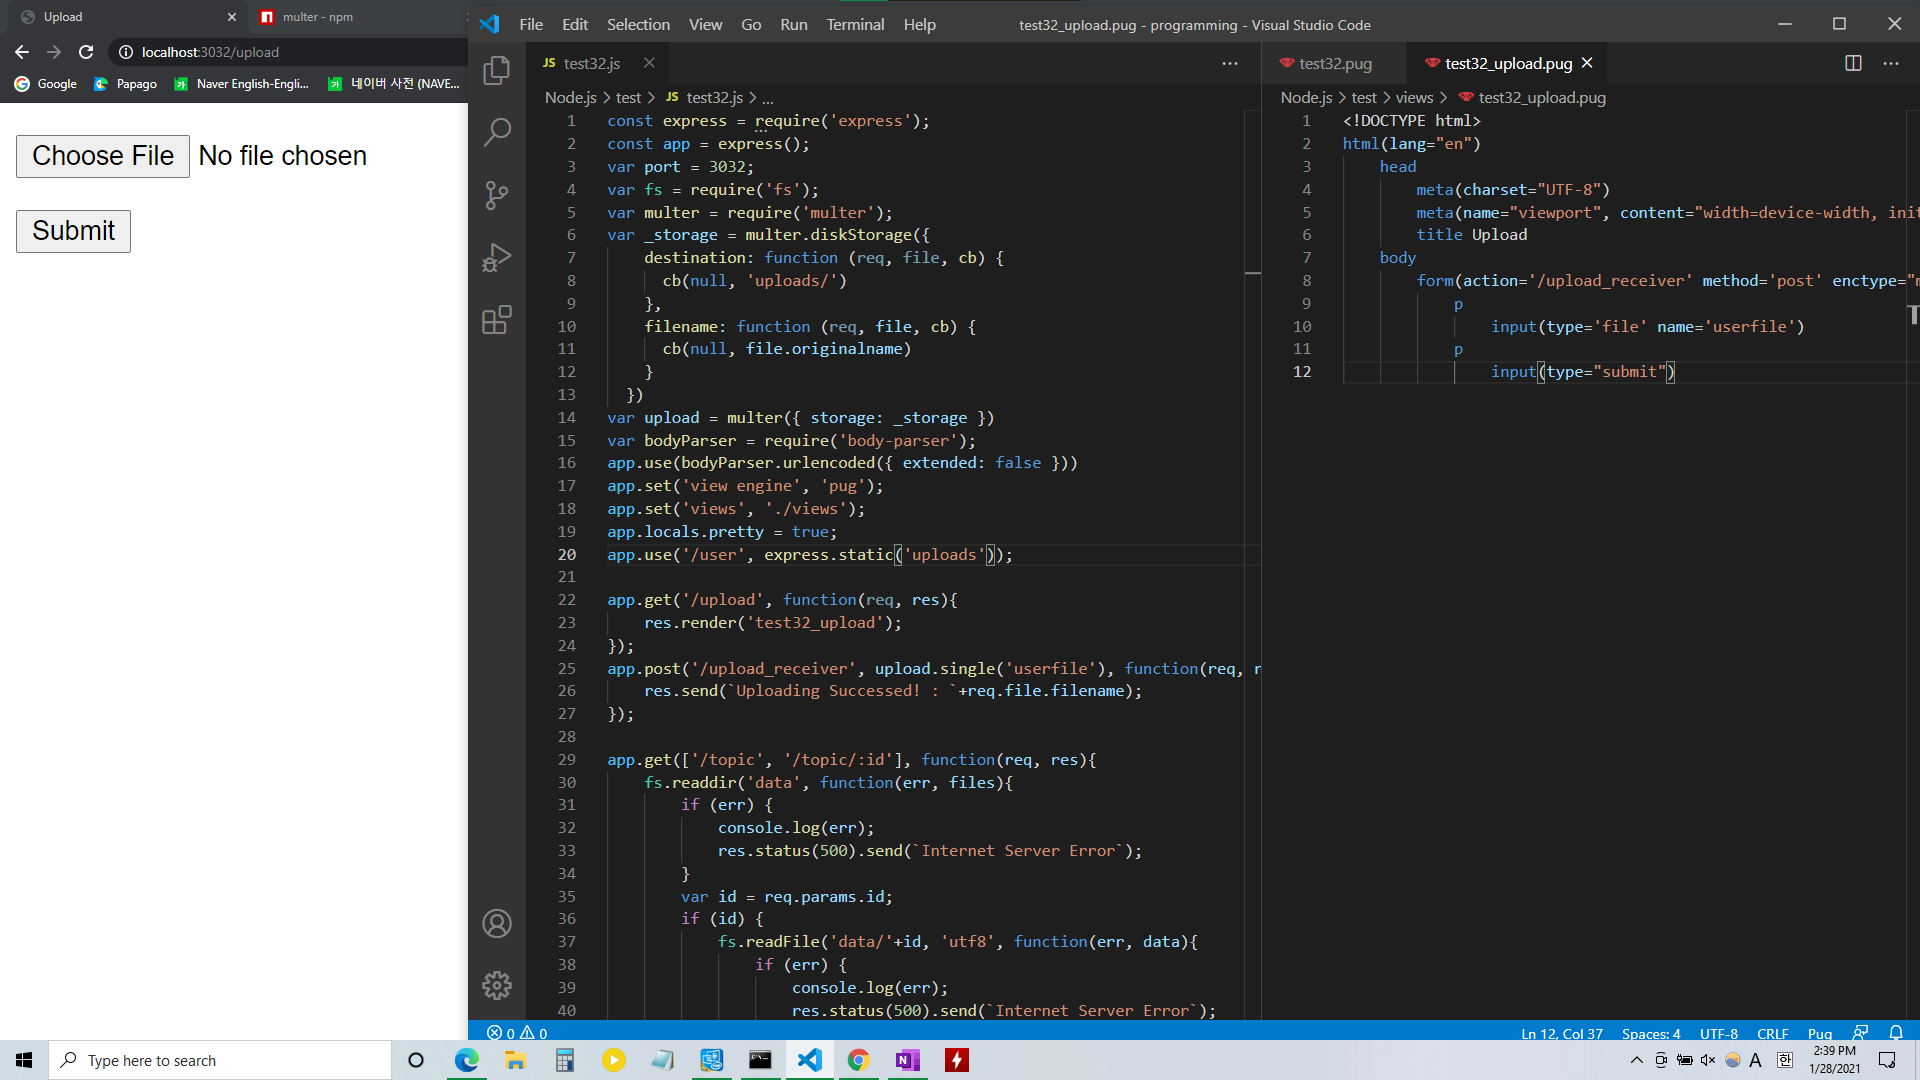 Upload
multer - npm
localhost:3032/upload
Google
Papago
Naver English-Engli...
네이버 사전 (NAVE...
Choose File No file chosen
Submit
File Edit Selection View Go Run Terminal Help
test32_upload.pug - programming - Visual Studio Code
JS test32.js
Node.js > test > JS test32.js > ...
1 const express = require('express');
2 const app = express();
3 var port = 3032;
4 var fs = require('fs');
5 var multer = require('multer');
6 var _storage = multer.diskStorage({
7 destination: function (req, file, cb) {
8 cb(null, 'uploads/')
9 },
10 filename: function (req, file, cb) {
11 cb(null, file.originalname)
12 }
13 })
14 var upload = multer({ storage: _storage })
15 var bodyParser = require('body-parser');
16 app.use(bodyParser.urlencoded({ extended: false }))
17 app.set('view engine', 'pug');
18 app.set('views', './views');
19 app.locals.pretty = true;
20 app.use('/user', express.static('uploads'));
21
22 app.get('/upload', function(req, res){
23 res.render('test32_upload');
24 });
25 app.post('/upload_receiver', upload.single('userfile'), function(req, r
26 res.send(`Uploading Successed! : `+req.file.filename);
27 });
28
29 app.get(['/topic', '/topic/:id'], function(req, res){
30 fs.readdir('data', function(err, files){
31 if (err) {
32 console.log(err);
33 res.status(500).send(`Internet Server Error`);
34 }
35 var id = req.params.id;
36 if (id) {
37 fs.readFile('data/'+id, 'utf8', function(err, data){
38 if (err) {
39 console.log(err);
40 res.status(500).send(`Internet Server Error`);
test32.pug
test32_upload.pug
Node.js > test > views > test32_upload.pug
1 <!DOCTYPE html>
2 html(lang="en")
3 head
4 meta(charset="UTF-8")
5 meta(name="viewport", content="width=device-width, init
6 title Upload
7 body
8 form(action='/upload_receiver' method='post' enctype="m
9 p
10 input(type='file' name='userfile')
11 p
12 input(type="submit")
0 0
Ln 12, Col 37 Spaces: 4 UTF-8 CRLF Pug
Type here to search
A 한
2:39 PM
1/28/2021